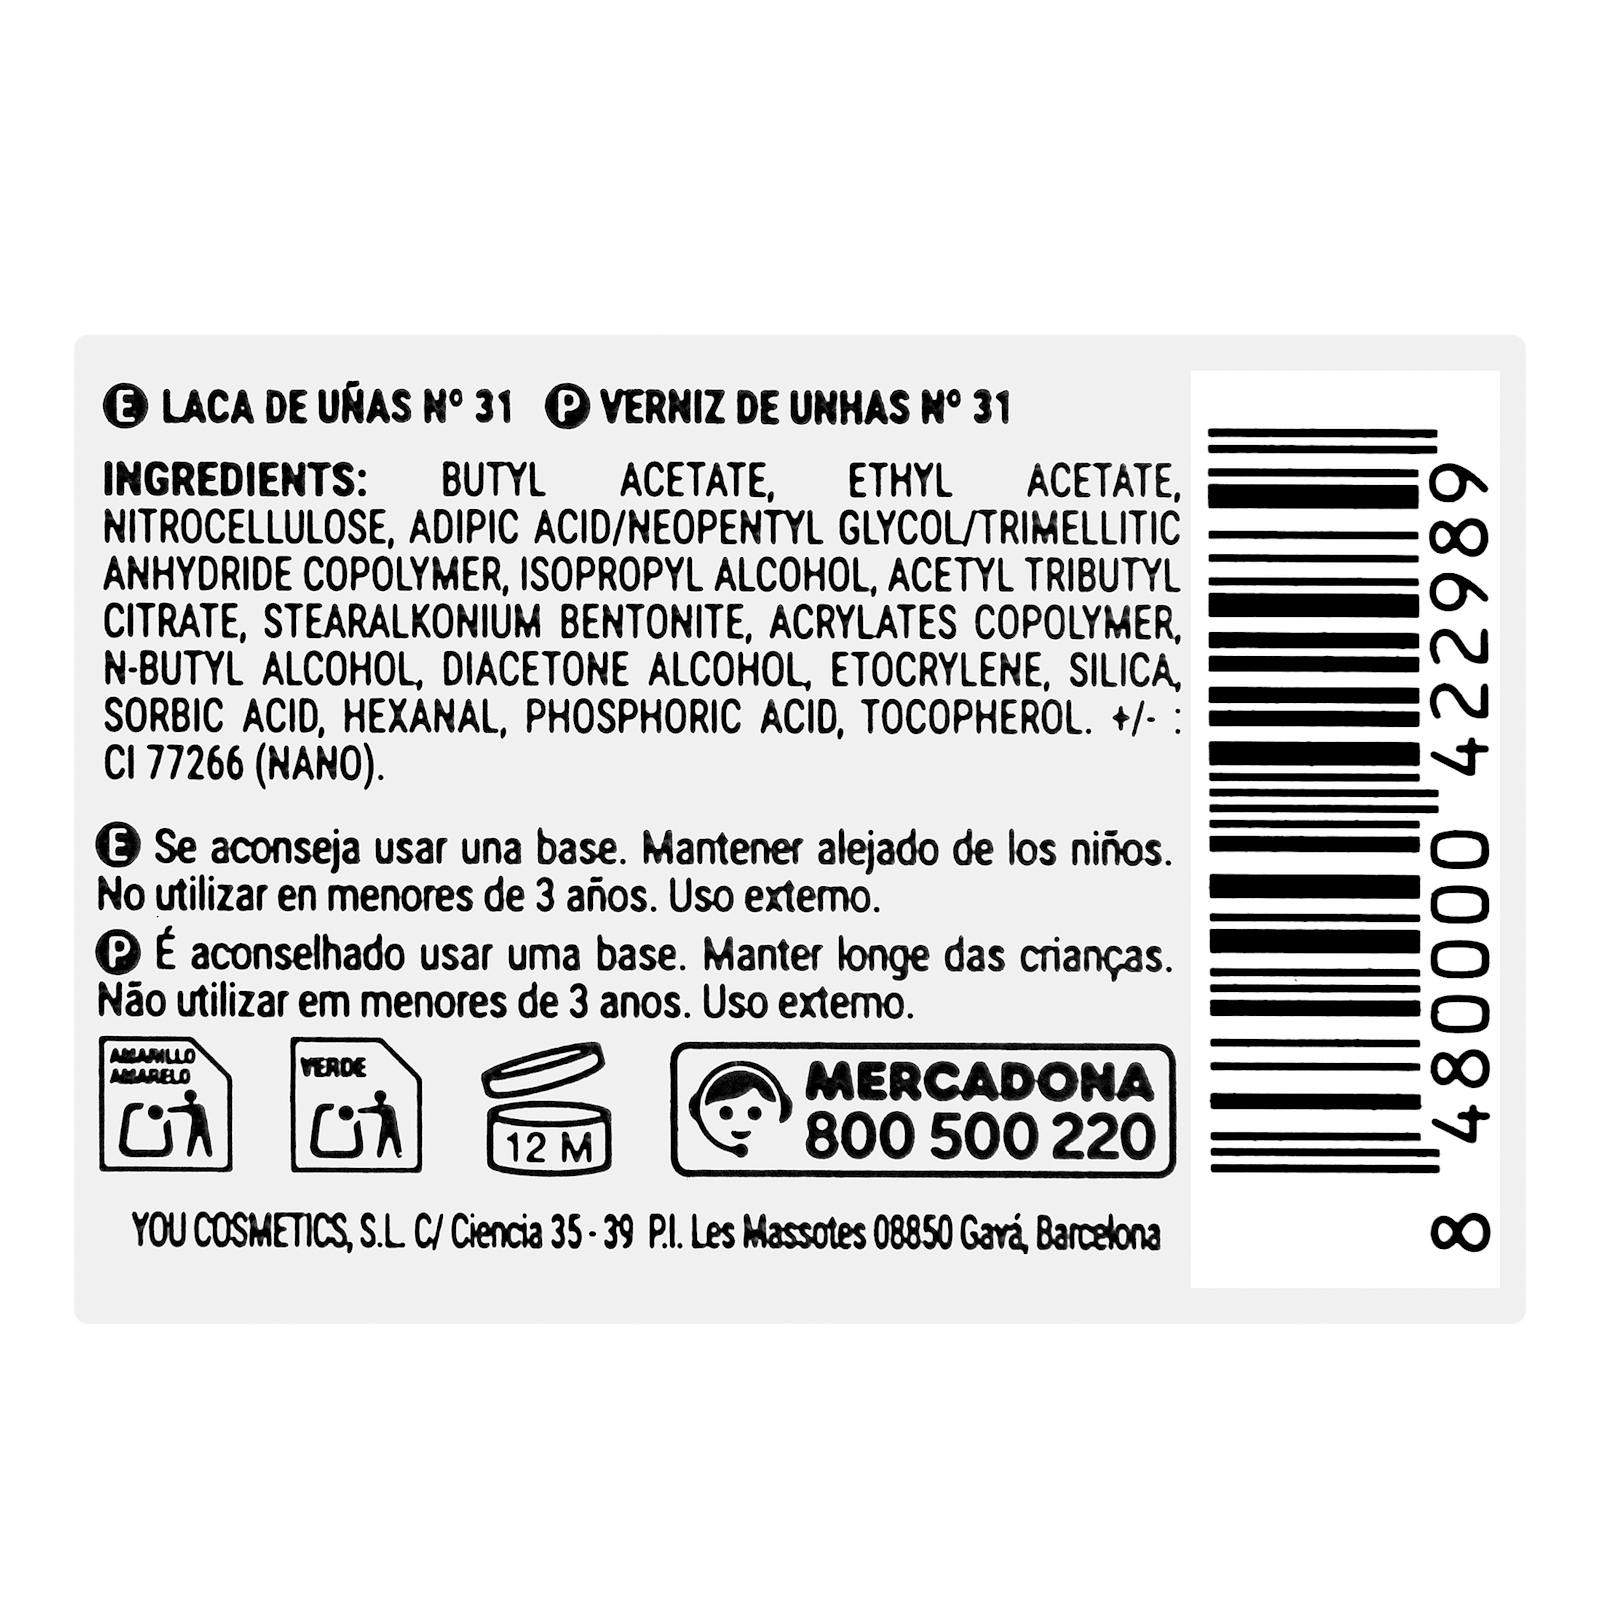 E LACA DE UÑAS Nº 31 P VERNIZ DE UNHAS Nº 31
INGREDIENTS: BUTYL ACETATE, ETHYL ACETATE,
NITROCELLULOSE, ADIPIC ACID/NEOPENTYL GLYCOL/TRIMELLITIC
ANHYDRIDE COPOLYMER, ISOPROPYL ALCOHOL, ACETYL TRIBUTYL
CITRATE, STEARALKONIUM BENTONITE, ACRYLATES COPOLYMER,
N-BUTYL ALCOHOL, DIACETONE ALCOHOL, ETOCRYLENE, SILICA,
SORBIC ACID, HEXANAL, PHOSPHORIC ACID, TOCOPHEROL. +/- :
CI 77266 (NANO).
E Se aconseja usar una base. Mantener alejado de los niños.
No utilizar en menores de 3 años. Uso externo.
P É aconselhado usar uma base. Manter longe das crianças.
Não utilizar em menores de 3 anos. Uso externo.
AMARILLO
AMARELO
VERDE
12 M
MERCADONA
800 500 220
YOU COSMETICS, S.L. C/ Ciencia 35 - 39 P.I. Les Massotes 08850 Gavá, Barcelona
8 480000 422989